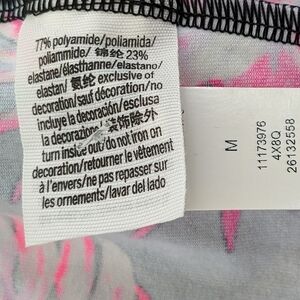 77% polyamide/poliamida/
poliammide/ 锦纶 23%
elastane/élasthanne/elastano/
elastan/氨纶 exclusive of
decoration/sauf décoration/no
incluye la decoración/esclusa
la decorazione/装饰除外
turn inside out/do not iron on
decoration/retourner le vêtement
à l'envers/ne pas repasser sur
les ornements/lavar del lado
M
11173976
4X8Q
26132558